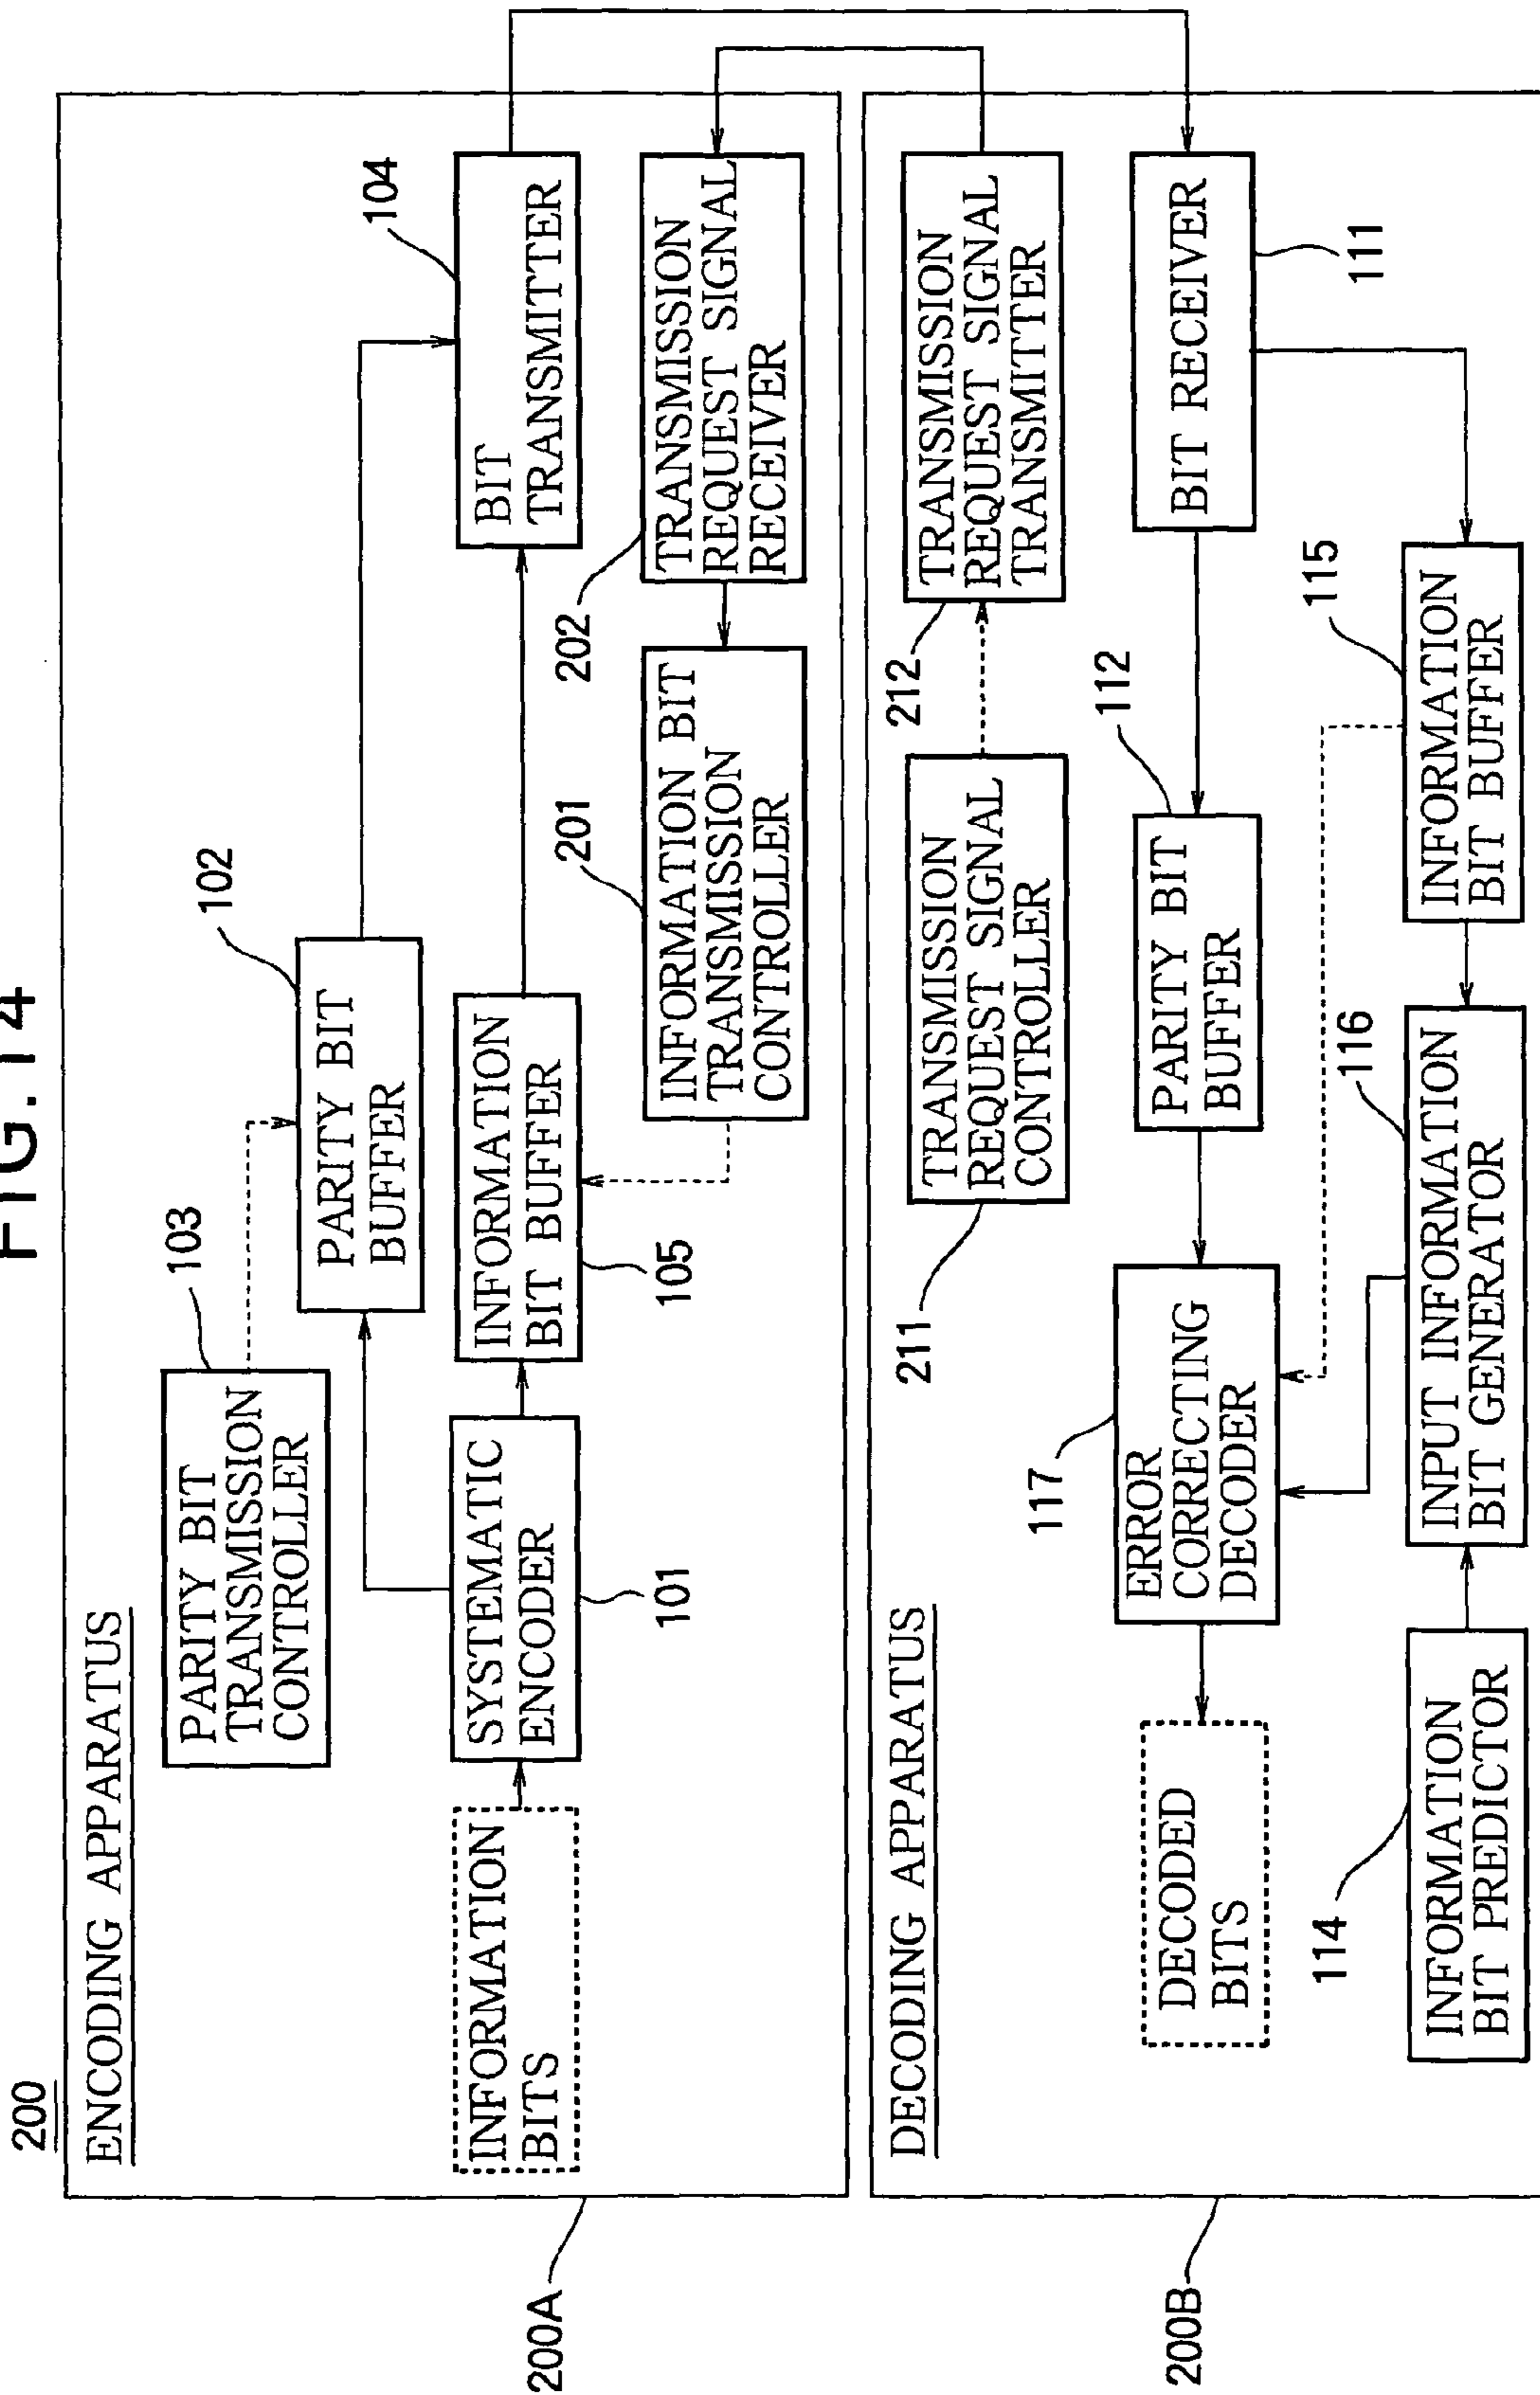 FIG. 14
200
ENCODING APPARATUS
200A
103
PARITY BIT
TRANSMISSION
CONTROLLER
102
PARITY BIT
BUFFER
104
BIT
TRANSMITTER
INFORMATION
BITS
SYSTEMATIC
ENCODER
101
INFORMATION
BIT BUFFER
105
201
INFORMATION BIT
TRANSMISSION
CONTROLLER
202
TRANSMISSION
REQUEST SIGNAL
RECEIVER
DECODING APPARATUS
200B
211
TRANSMISSION
REQUEST SIGNAL
CONTROLLER
212
TRANSMISSION
REQUEST SIGNAL
TRANSMITTER
DECODED
BITS
117
ERROR
CORRECTING
DECODER
112
PARITY BIT
BUFFER
BIT RECEIVER
111
114
INFORMATION
BIT PREDICTOR
116
INPUT INFORMATION
BIT GENERATOR
115
INFORMATION
BIT BUFFER